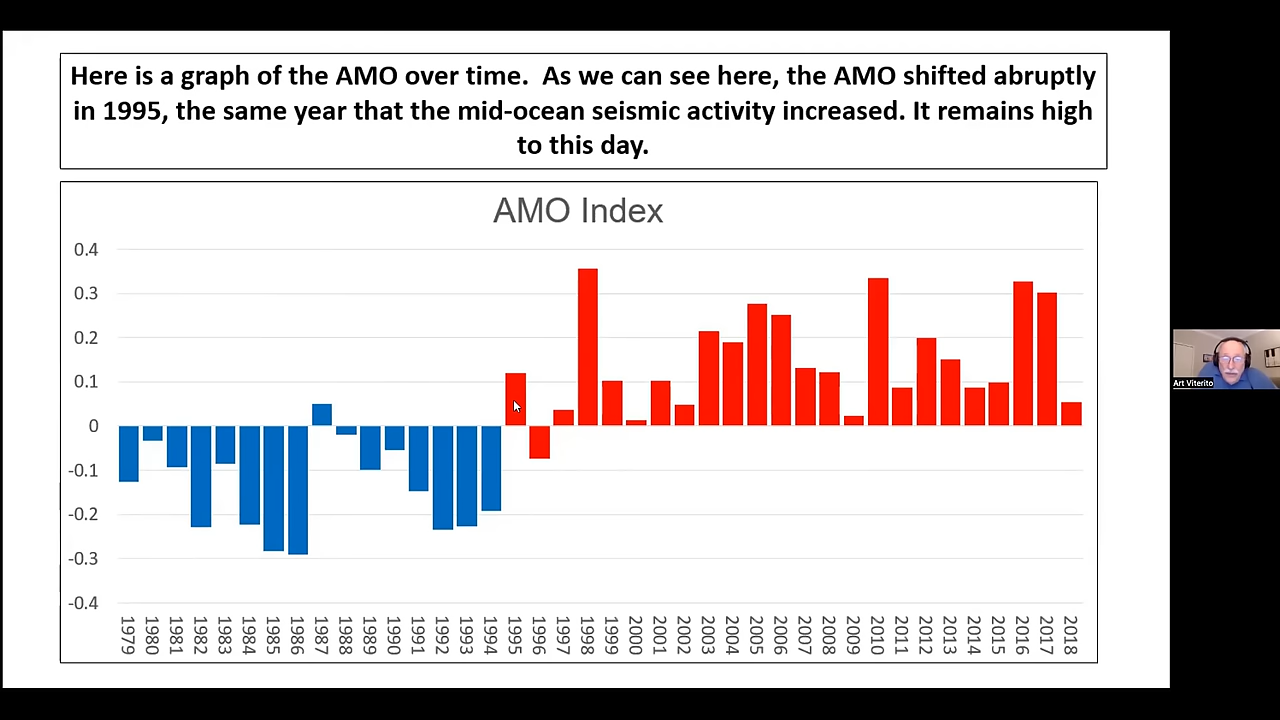 Here is a graph of the AMO over time. As we can see here, the AMO shifted abruptly
in 1995, the same year that the mid-ocean seismic activity increased. It remains high
to this day.
AMO Index
0.4
0.3
0.2
0.1
0
-0.1
-0.2
-0.3
-0.4
1979 1980 1981 1982 1983 1984 1985 1986 1987 1988 1989 1990 1991 1992 1993 1994 1995 1996 1997 1998 1999 2000 2001 2002 2003 2004 2005 2006 2007 2008 2009 2010 2011 2012 2013 2014 2015 2016 2017 2018
Art Viterito